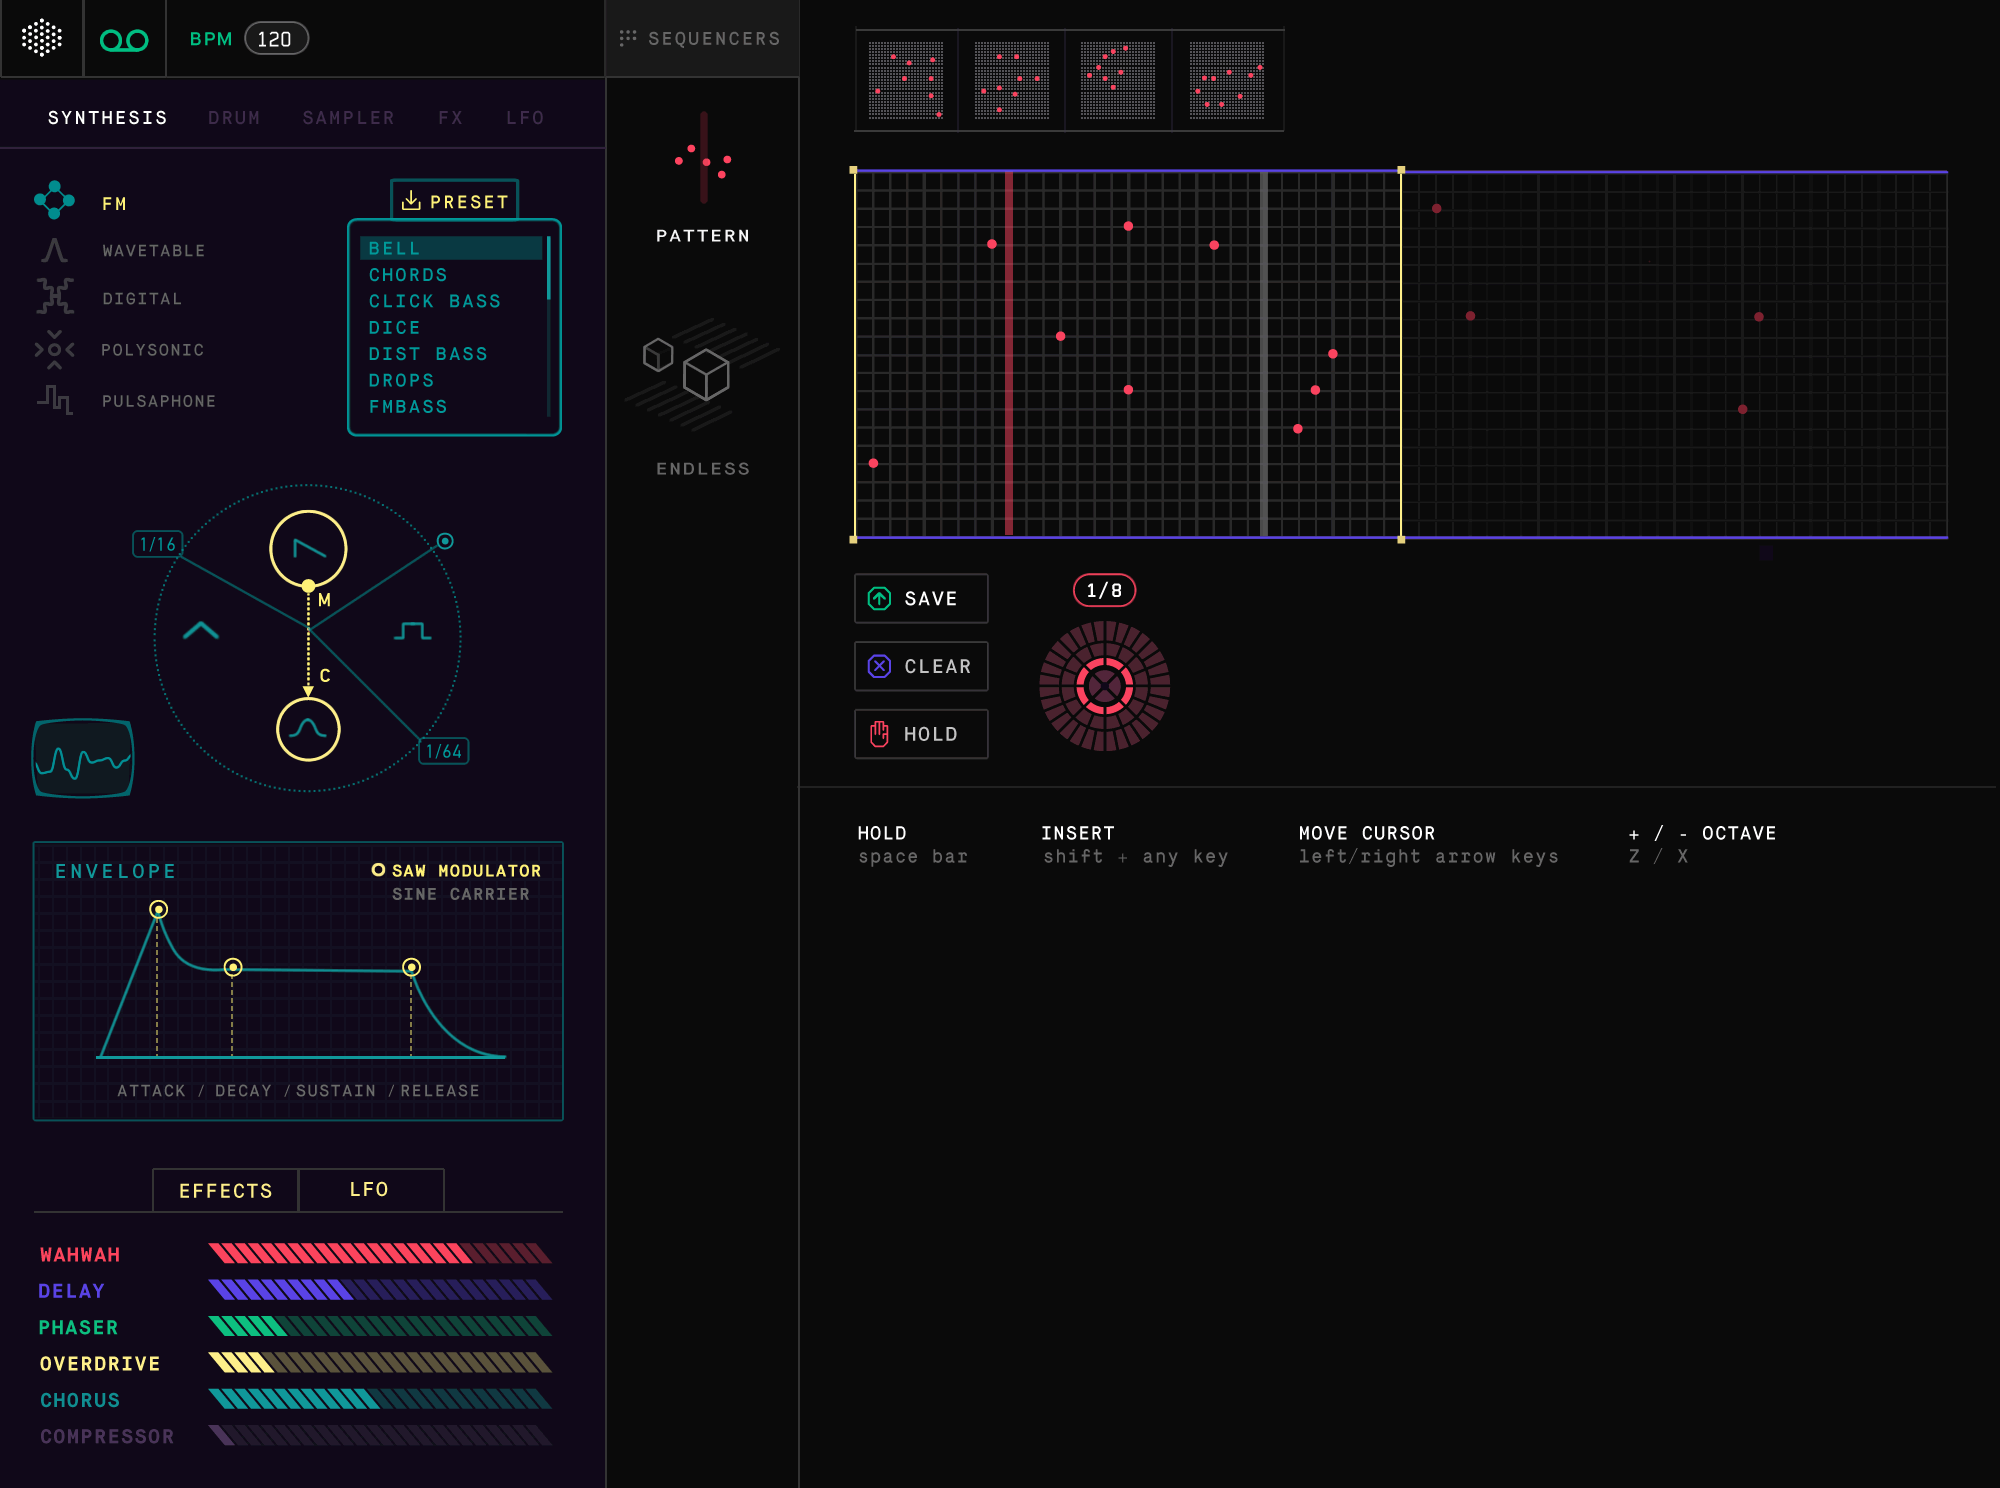 BPM 120
SEQUENCERS
SYNTHESIS DRUM SAMPLER FX LFO
FM
WAVETABLE
DIGITAL
POLYSONIC
PULSAPHONE
PRESET
BELL
CHORDS
CLICK BASS
DICE
DIST BASS
DROPS
FMBASS
1/16
M
C
1/64
ENVELOPE
SAW MODULATOR
SINE CARRIER
ATTACK / DECAY / SUSTAIN / RELEASE
EFFECTS LFO
WAHWAH
DELAY
PHASER
OVERDRIVE
CHORUS
COMPRESSOR
PATTERN
ENDLESS
SAVE
CLEAR
HOLD
1/8
HOLD
space bar
INSERT
shift + any key
MOVE CURSOR
left/right arrow keys
+ / - OCTAVE
Z / X